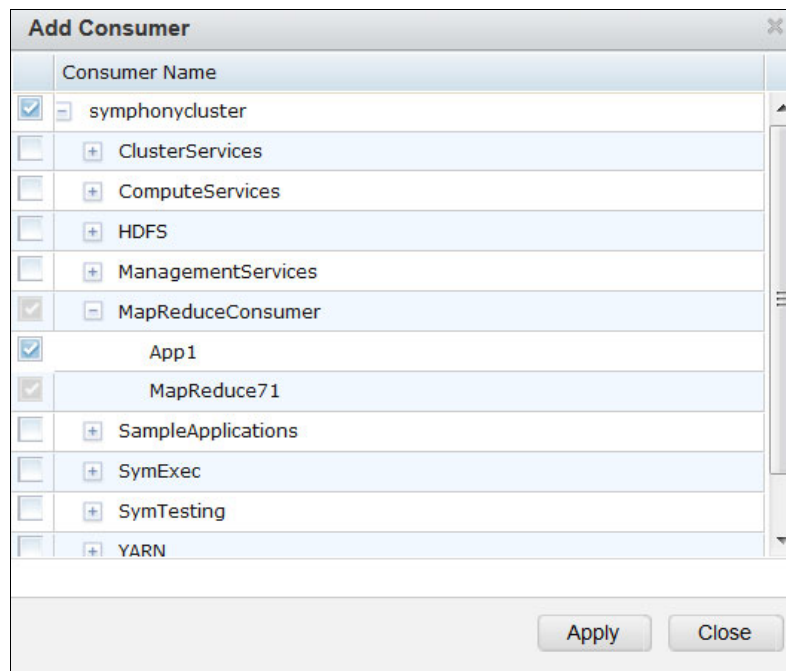 Add Consumer
Consumer Name
symphonycluster
ClusterServices
ComputeServices
HDFS
ManagementServices
MapReduceConsumer
App1
MapReduce71
SampleApplications
SymExec
SymTesting
YARN
Apply Close